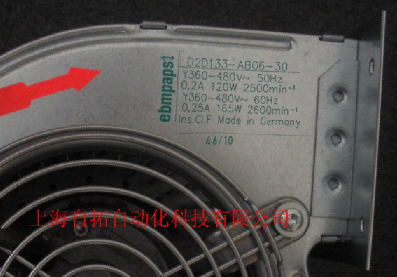 ebmpapst
D2D133-AB06-30
Y360-480V~ 50Hz
0,2A 120W 2500min-¹
Y360-480V~ 60Hz
0,25A 165W 2600min-¹
Ins.Cl.F Made in Germany
46/10
上海自拓自动化科技有限公司